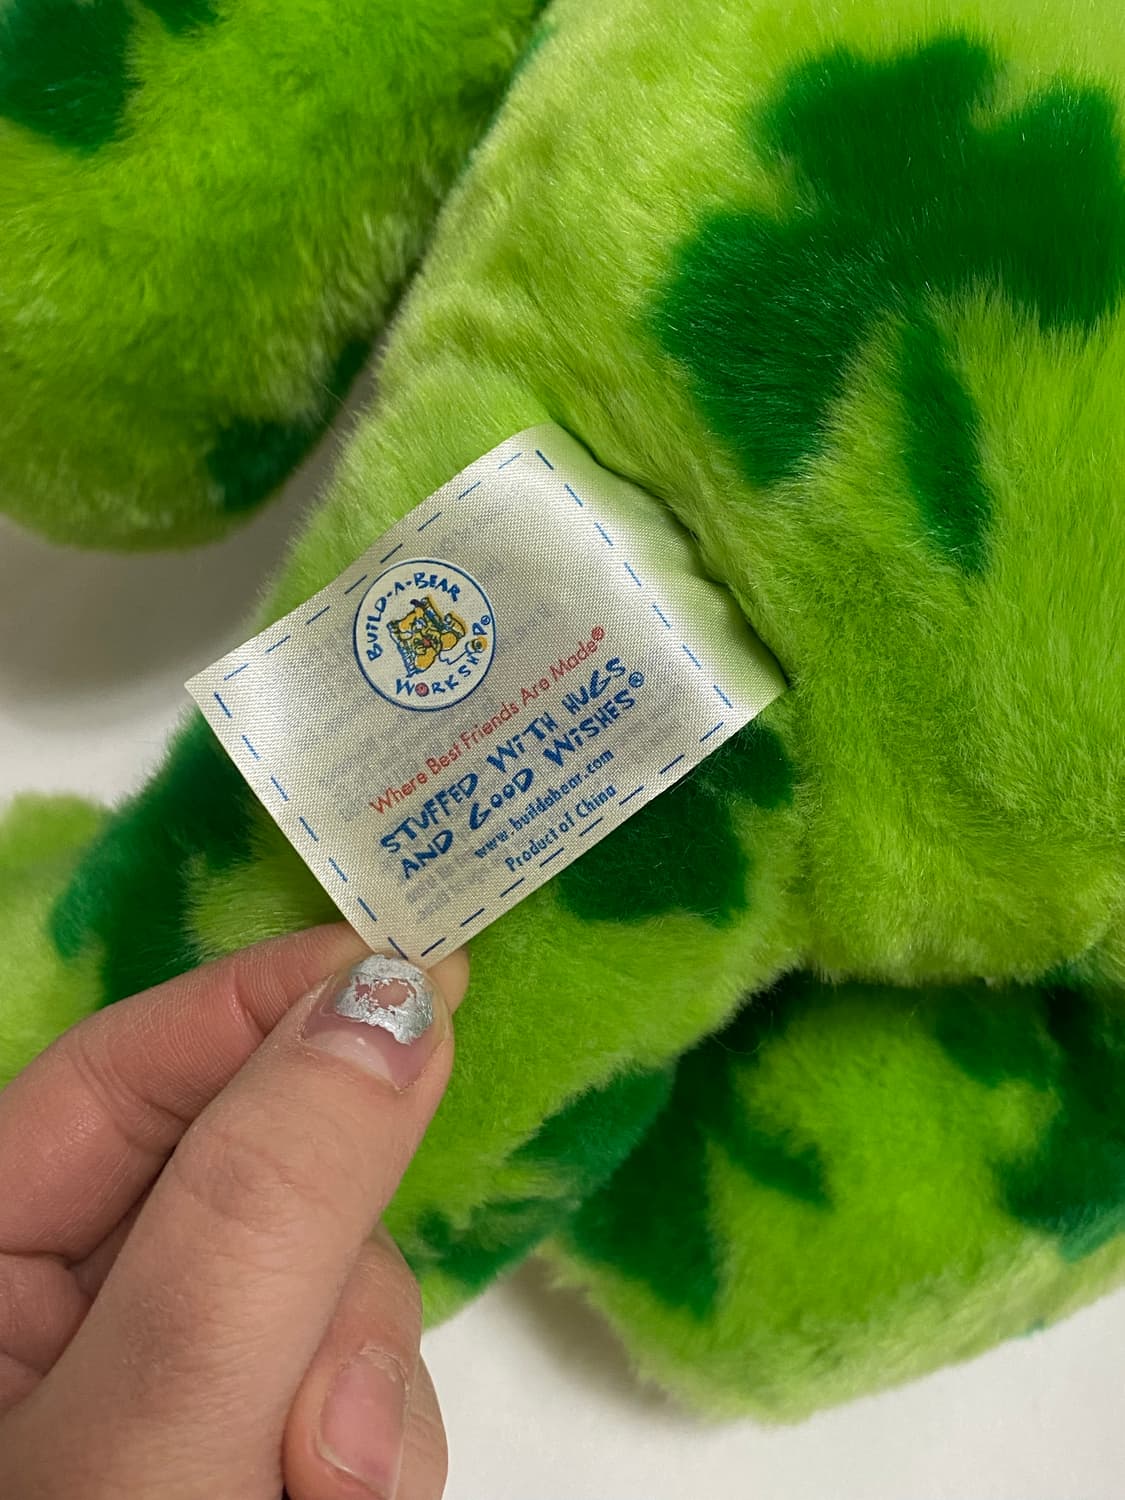 BUILD-A-BEAR
WORKSHOP®
Where Best Friends Are Made®
STUFFED WITH HUGS
AND GOOD WISHES®
www.buildabear.com
Product of China